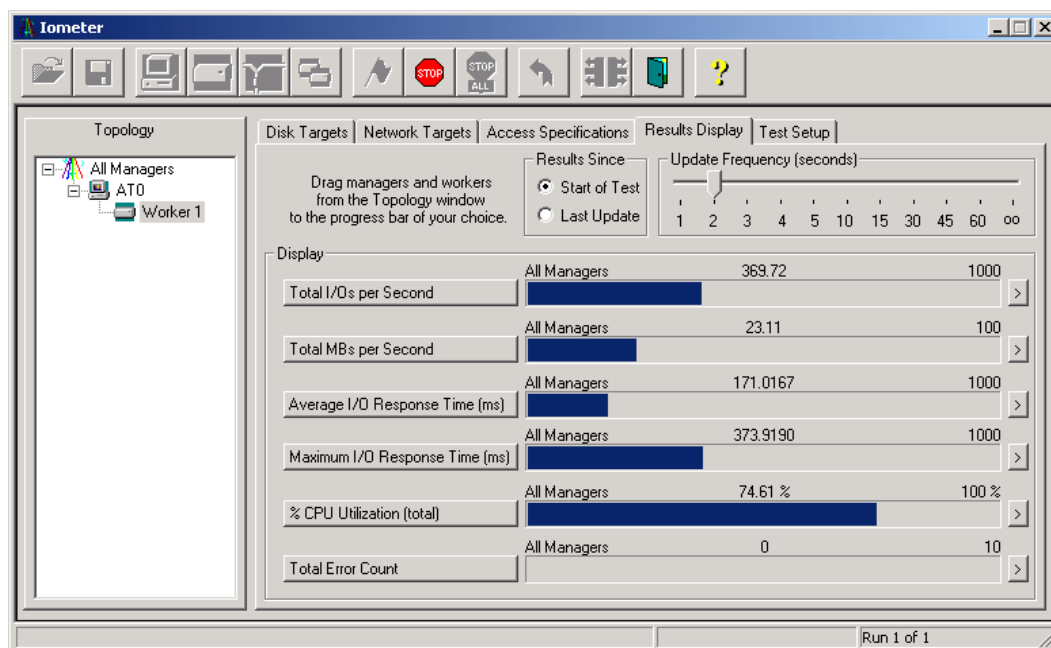 Iometer
STOP
STOP
ALL
?
Topology
All Managers
AT0
Worker 1
Disk Targets
Network Targets
Access Specifications
Results Display
Test Setup
Drag managers and workers
from the Topology window
to the progress bar of your choice.
Results Since
Start of Test
Last Update
Update Frequency (seconds)
1 2 3 4 5 10 15 30 45 60 oo
Display
All Managers 369.72 1000
Total I/Os per Second >
All Managers 23.11 100
Total MBs per Second >
All Managers 171.0167 1000
Average I/O Response Time (ms) >
All Managers 373.9190 1000
Maximum I/O Response Time (ms) >
All Managers 74.61 % 100 %
% CPU Utilization (total) >
All Managers 0 10
Total Error Count >
Run 1 of 1